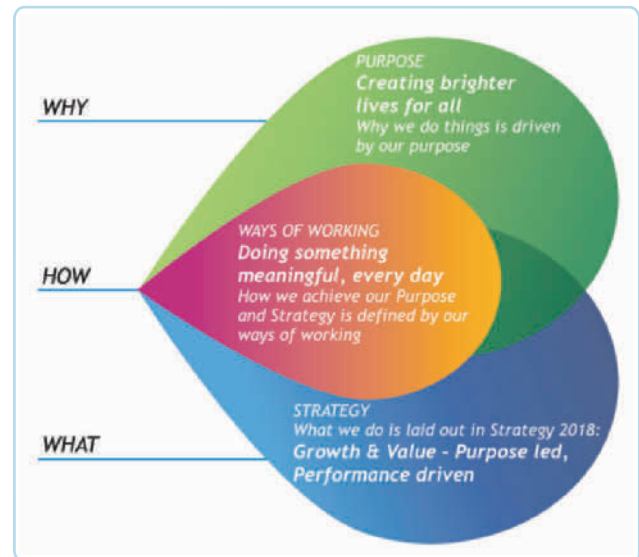 WHY
PURPOSE
Creating brighter
lives for all
Why we do things is driven
by our purpose
HOW
WAYS OF WORKING
Doing something
meaningful, every day
How we achieve our Purpose
and Strategy is defined by our
ways of working
WHAT
STRATEGY
What we do is laid out in Strategy 2018:
Growth & Value - Purpose led,
Performance driven